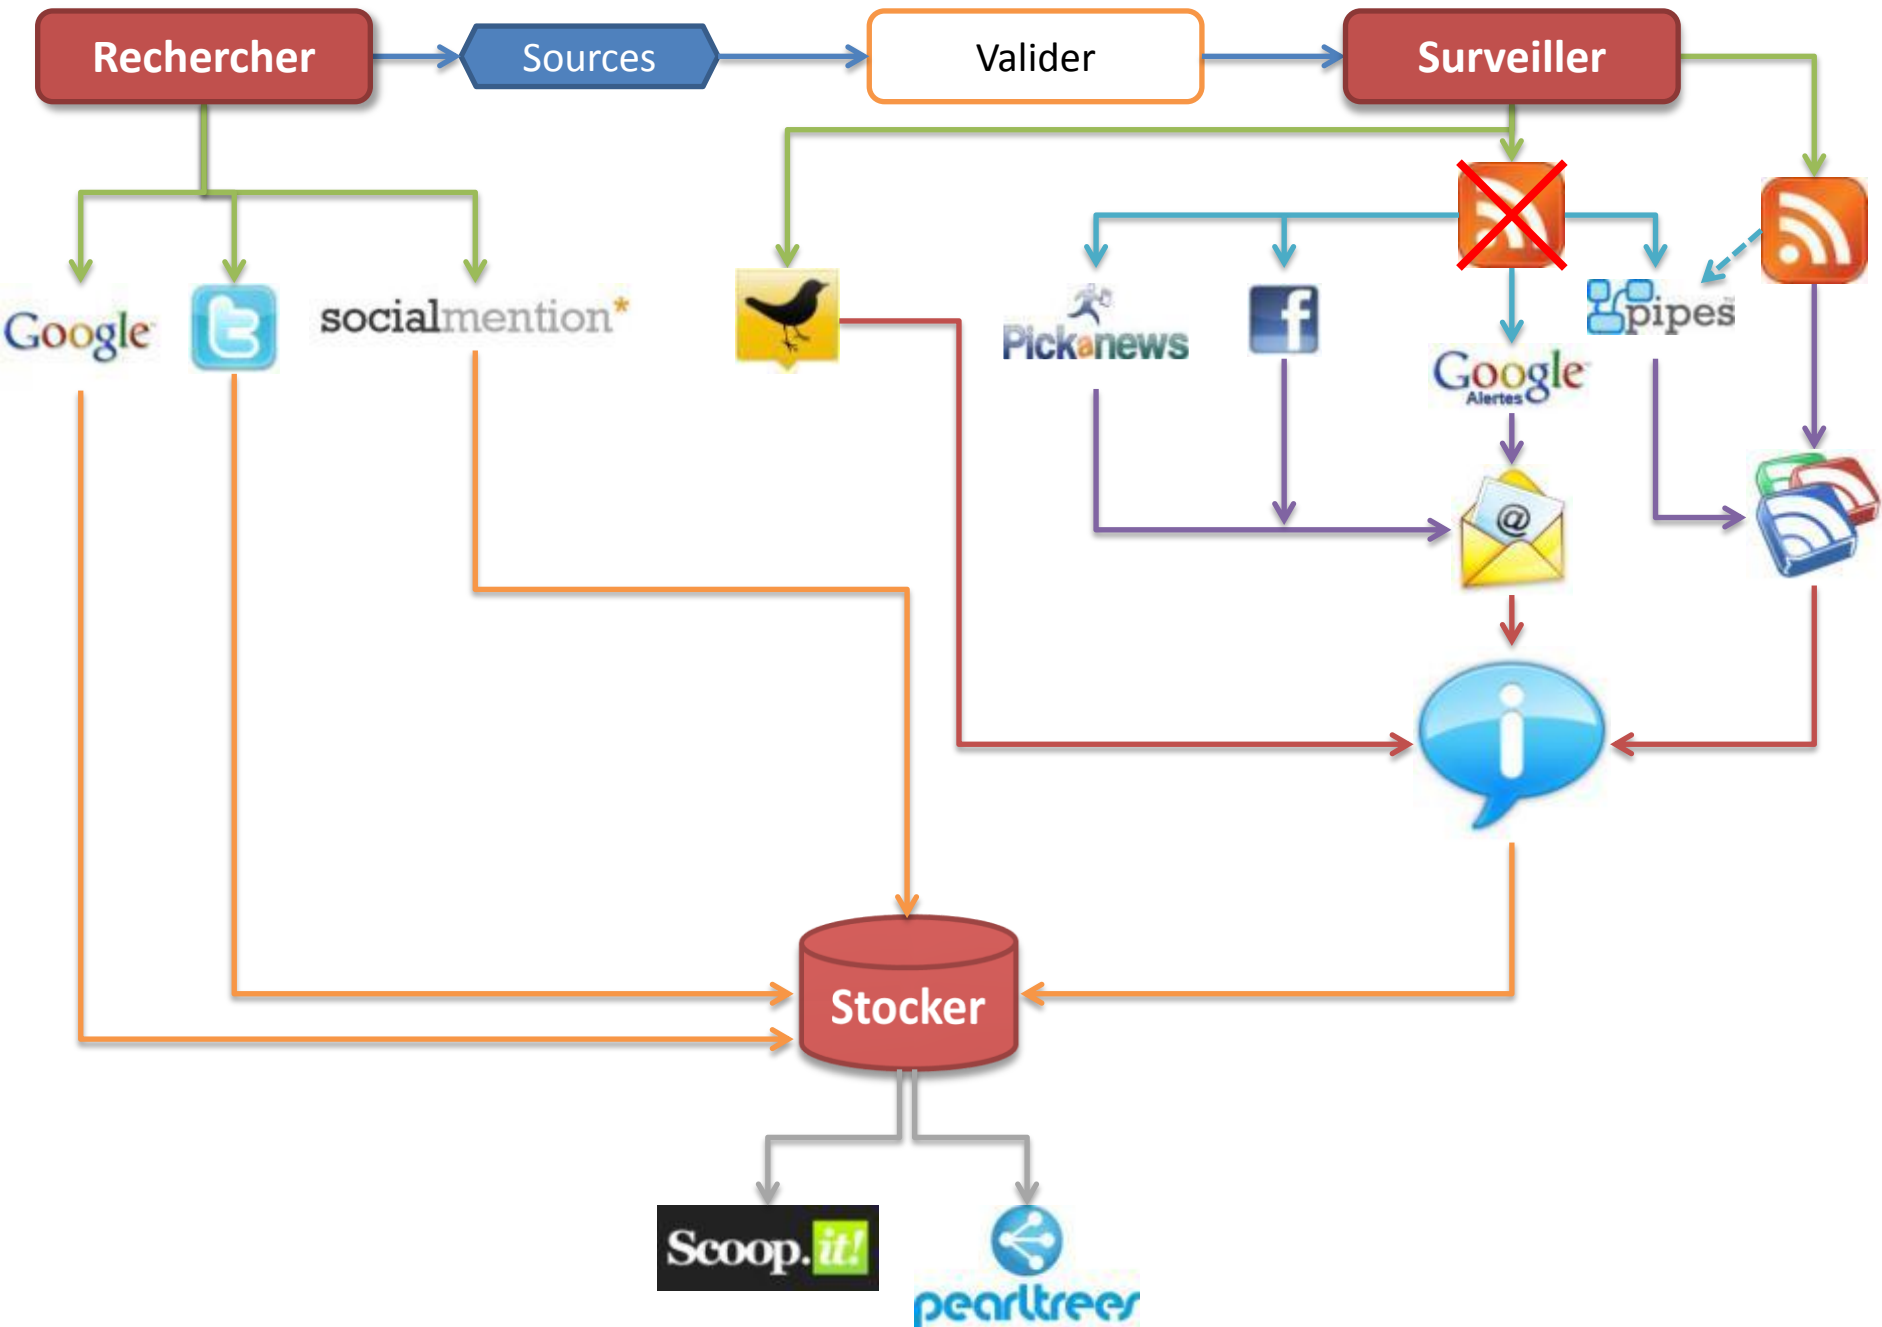 Rechercher
Sources
Valider
Surveiller
Google
socialmention*
Pickanews
f
pipes
Google
Alertes
@
i
Stocker
Scoop.it!
pearltrees